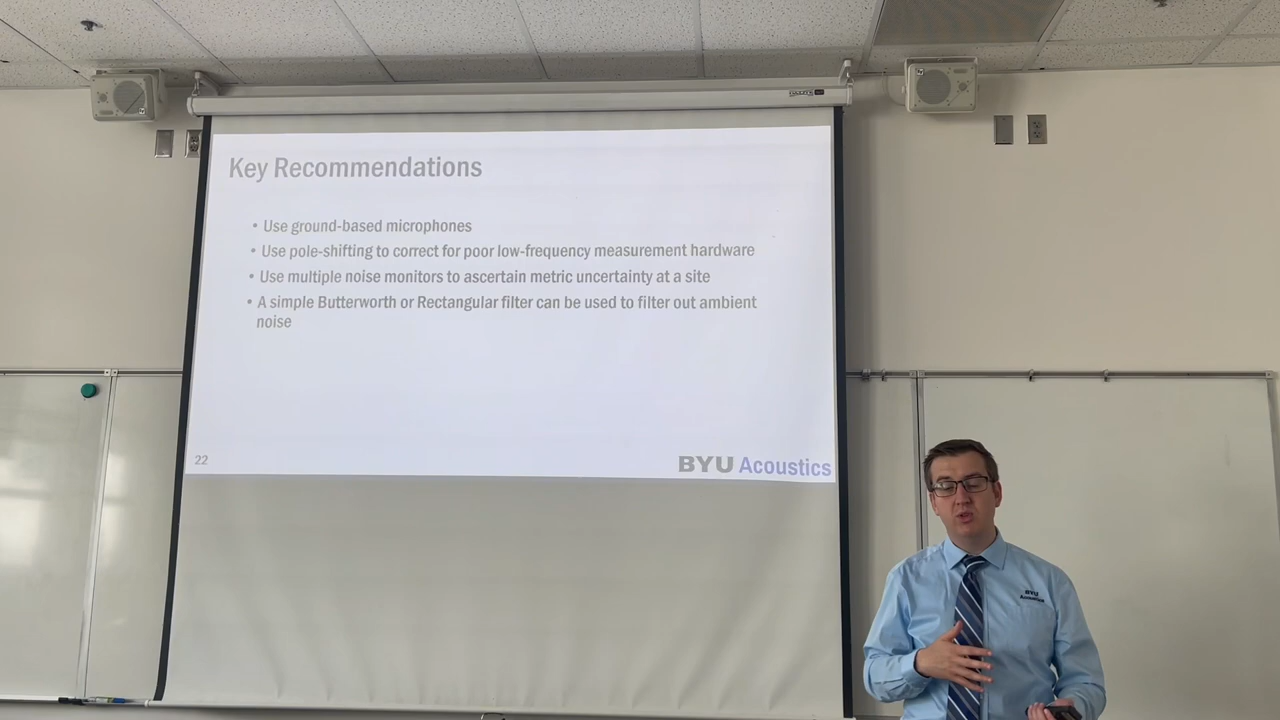 Key Recommendations
• Use ground-based microphones
• Use pole-shifting to correct for poor low-frequency measurement hardware
• Use multiple noise monitors to ascertain metric uncertainty at a site
• A simple Butterworth or Rectangular filter can be used to filter out ambient
noise
22
BYU Acoustics
BYU
Acoustics